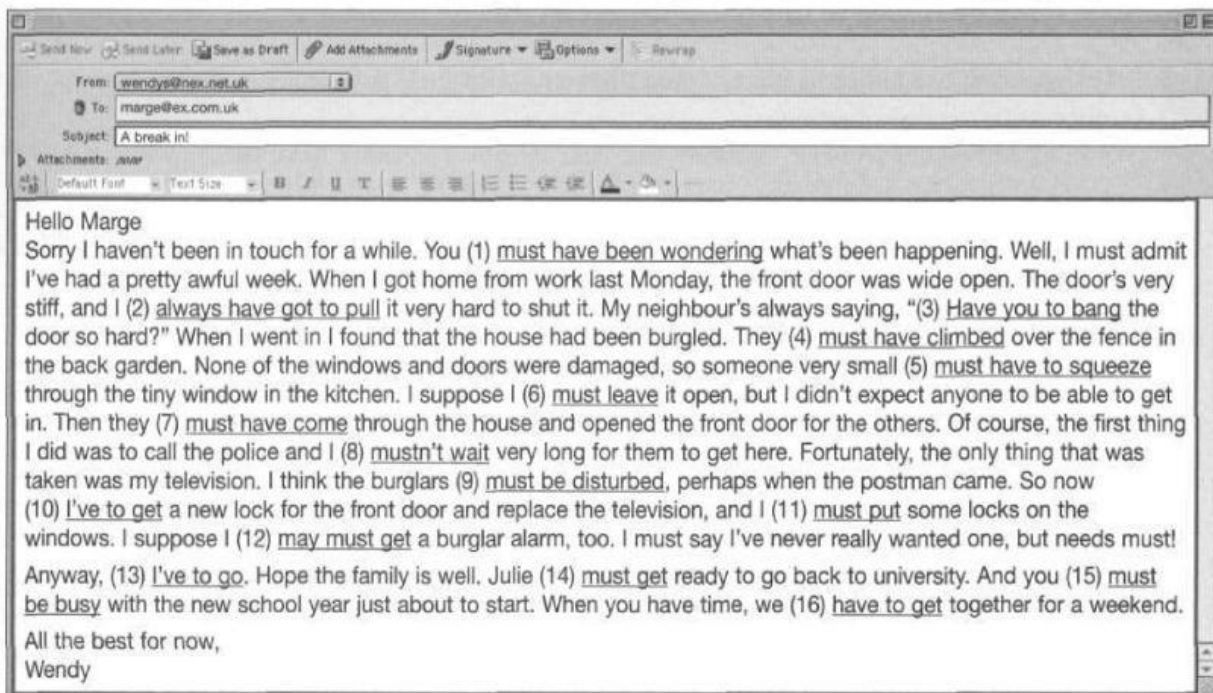 Send Now Send Later Save as Draft Add Attachments Signature Options Rewrap
From: wendys@nex.net.uk
To: marge@ex.com.uk
Subject: A break in!
Attachments:
Default Font Text Size B I U T A
Hello Marge
Sorry I haven't been in touch for a while. You (1) must have been wondering what's been happening. Well, I must admit
I've had a pretty awful week. When I got home from work last Monday, the front door was wide open. The door's very
stiff, and I (2) always have got to pull it very hard to shut it. My neighbour's always saying, “(3) Have you to bang the
door so hard?” When I went in I found that the house had been burgled. They (4) must have climbed over the fence in
the back garden. None of the windows and doors were damaged, so someone very small (5) must have to squeeze
through the tiny window in the kitchen. I suppose I (6) must leave it open, but I didn't expect anyone to be able to get
in. Then they (7) must have come through the house and opened the front door for the others. Of course, the first thing
I did was to call the police and I (8) mustn't wait very long for them to get here. Fortunately, the only thing that was
taken was my television. I think the burglars (9) must be disturbed, perhaps when the postman came. So now
(10) I've to get a new lock for the front door and replace the television, and I (11) must put some locks on the
windows. I suppose I (12) may must get a burglar alarm, too. I must say I've never really wanted one, but needs must!
Anyway, (13) I've to go. Hope the family is well. Julie (14) must get ready to go back to university. And you (15) must
be busy with the new school year just about to start. When you have time, we (16) have to get together for a weekend.
All the best for now,
Wendy